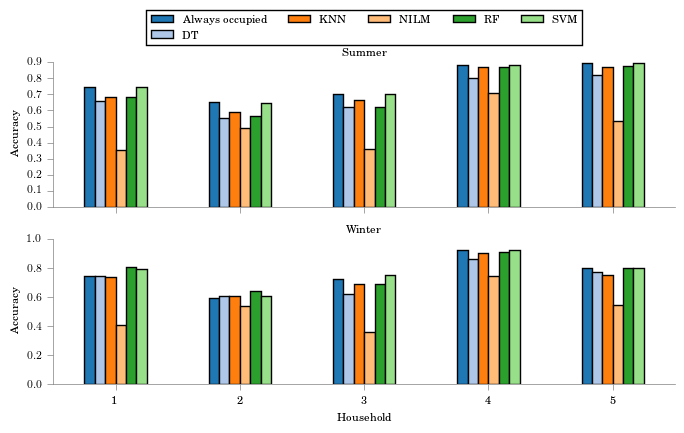 Always occupied KNN NILM RF SVM
DT
Summer
0.9
0.8
0.7
0.6
0.5
0.4
0.3
0.2
0.1
0.0
Accuracy
Winter
1.0
0.8
0.6
0.4
0.2
0.0
Accuracy
1 2 3 4 5
Household